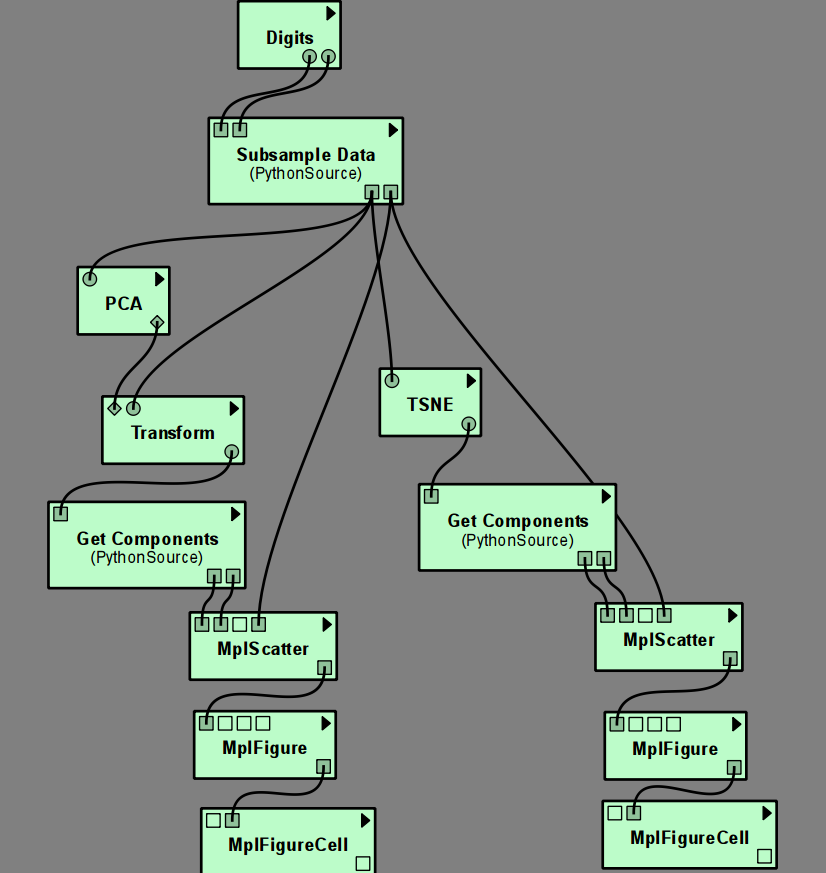 Digits
Subsample Data
(PythonSource)
PCA
TSNE
Transform
Get Components
(PythonSource)
Get Components
(PythonSource)
MplScatter
MplScatter
MplFigure
MplFigure
MplFigureCell
MplFigureCell